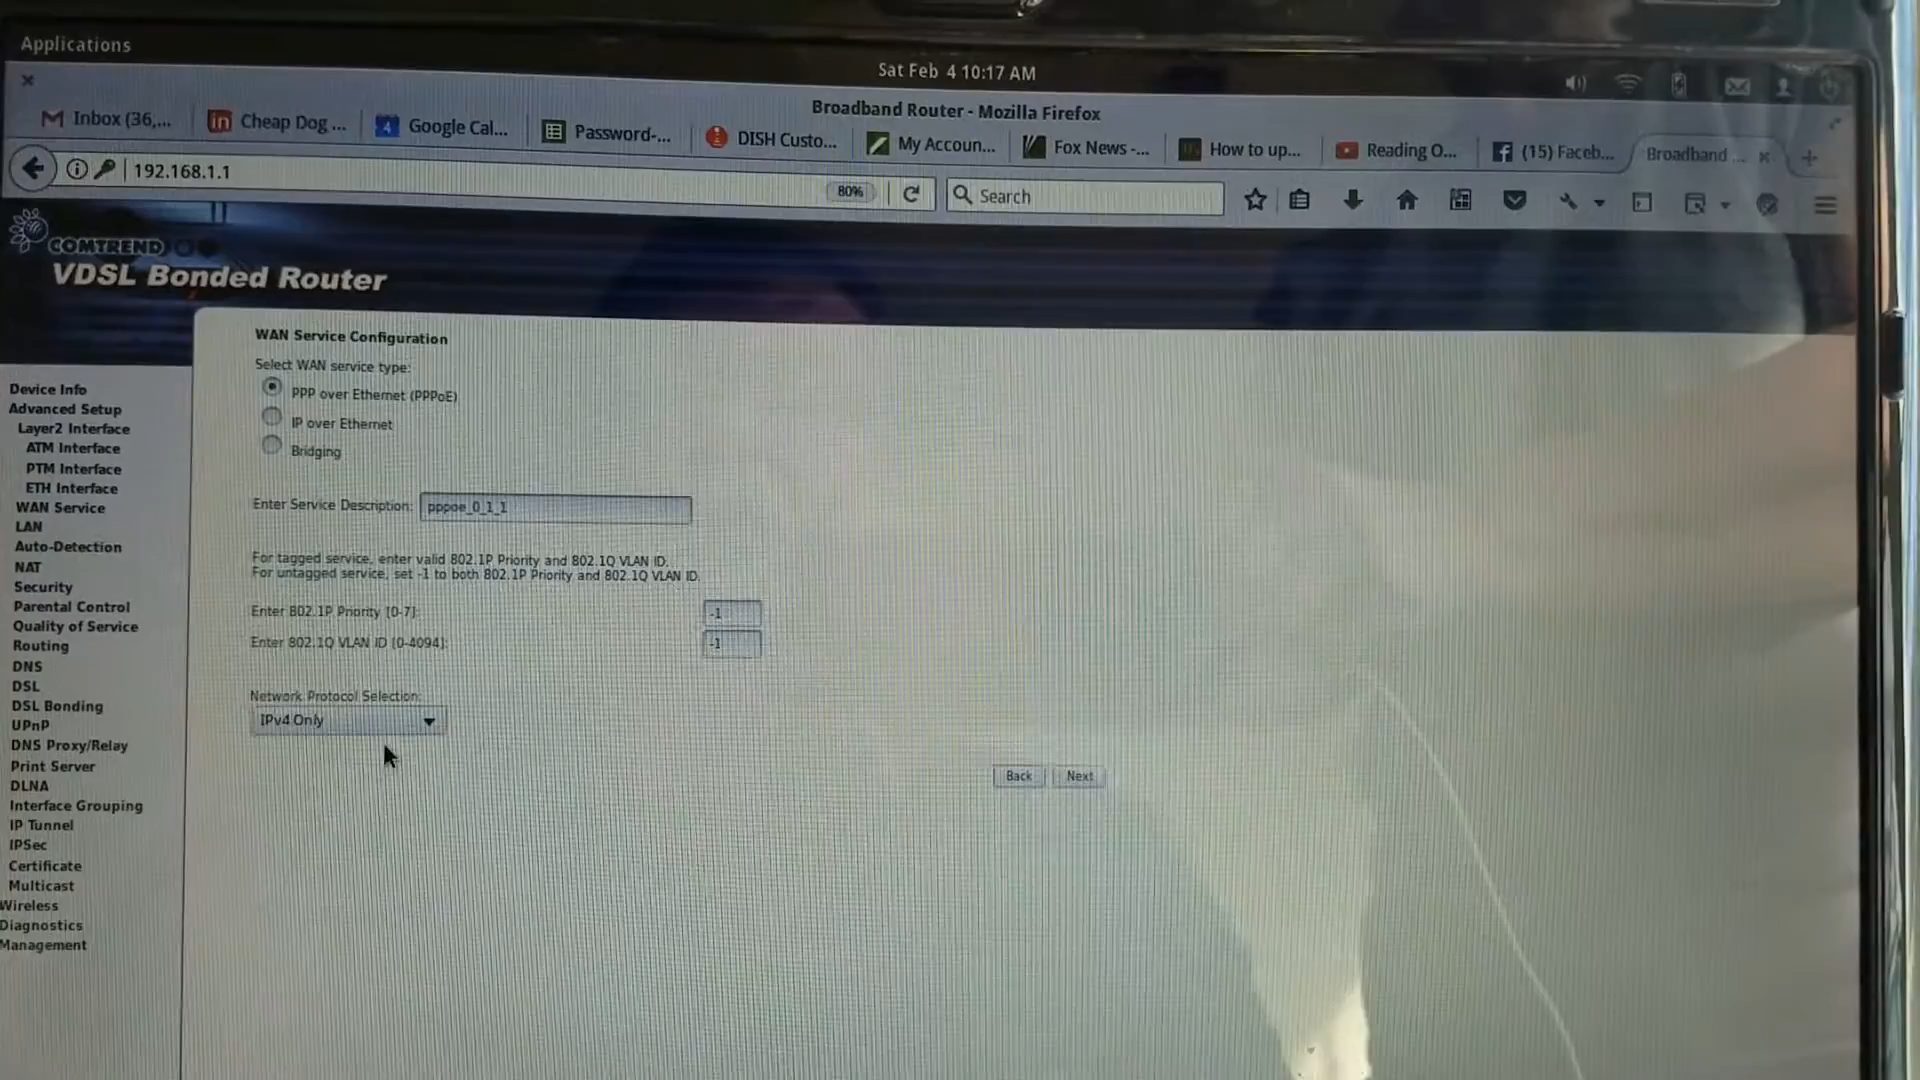 Applications
Sat Feb 4 10:17 AM
Broadband Router - Mozilla Firefox
Inbox (36,...
Cheap Dog ...
Google Cal...
Password-...
DISH Custo...
My Accoun...
Fox News -...
How to up...
Reading O...
(15) Faceb...
Broadband ...
192.168.1.1
80%
Search
COMTREND
VDSL Bonded Router
Device Info
Advanced Setup
Layer2 Interface
ATM Interface
PTM Interface
ETH Interface
WAN Service
LAN
Auto-Detection
NAT
Security
Parental Control
Quality of Service
Routing
DNS
DSL
DSL Bonding
UPnP
DNS Proxy/Relay
Print Server
DLNA
Interface Grouping
IP Tunnel
IPSec
Certificate
Multicast
Wireless
Diagnostics
Management
WAN Service Configuration
Select WAN service type:
PPP over Ethernet (PPPoE)
IP over Ethernet
Bridging
Enter Service Description: pppoe_0_1_1
For tagged service, enter valid 802.1P Priority and 802.1Q VLAN ID.
For untagged service, set -1 to both 802.1P Priority and 802.1Q VLAN ID.
Enter 802.1P Priority [0-7]: -1
Enter 802.1Q VLAN ID [0-4094]: -1
Network Protocol Selection:
IPv4 Only
Back Next